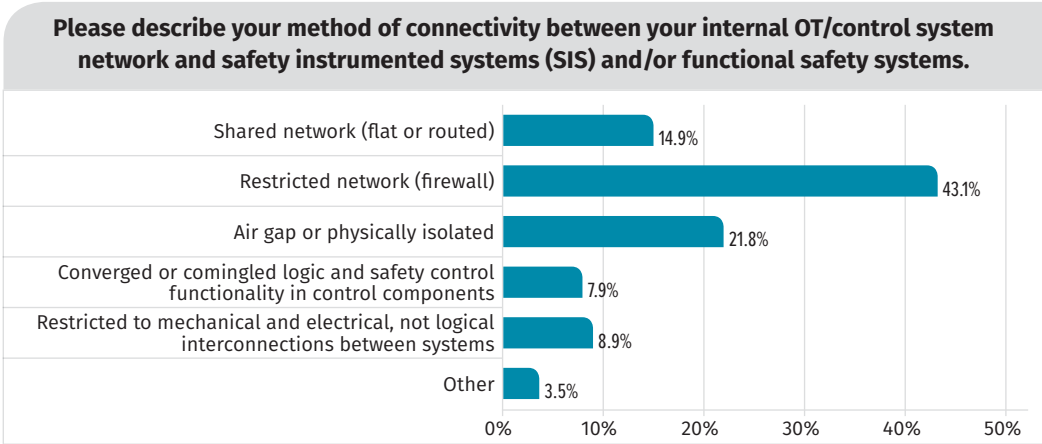 Please describe your method of connectivity between your internal OT/control system
network and safety instrumented systems (SIS) and/or functional safety systems.
Shared network (flat or routed)
14.9%
Restricted network (firewall)
43.1%
Air gap or physically isolated
21.8%
Converged or comingled logic and safety control
functionality in control components
7.9%
Restricted to mechanical and electrical, not logical
interconnections between systems
8.9%
Other
3.5%
0%
10%
20%
30%
40%
50%